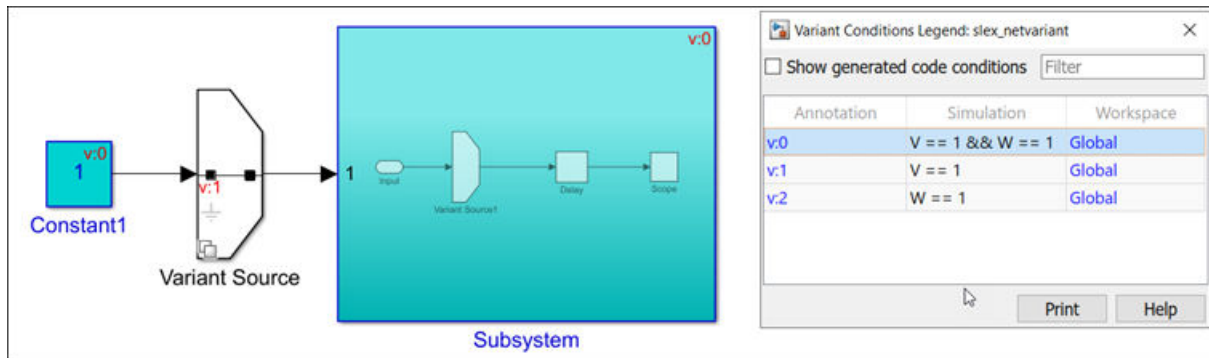 v:0
1
Constant1
v:1
Variant Source
v:0
1
Input
Variant Source1
Delay
Scope
Subsystem
Variant Conditions Legend: slex_netvariant
Show generated code conditions Filter
Annotation Simulation Workspace
v:0 V == 1 && W == 1 Global
v:1 V == 1 Global
v:2 W == 1 Global
Print Help